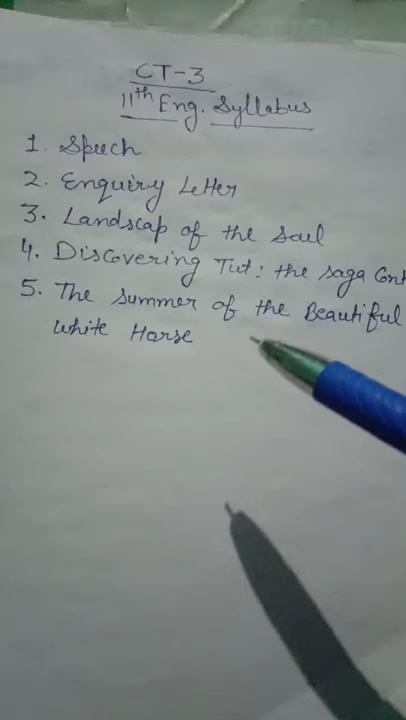 CT-3
11th Eng. Syllabus
1. Speech
2. Enquiry Letter
3. Landscap of the Soul
4. Discovering Tut: the saga Cont
5. The Summer of the Beautiful
White Horse